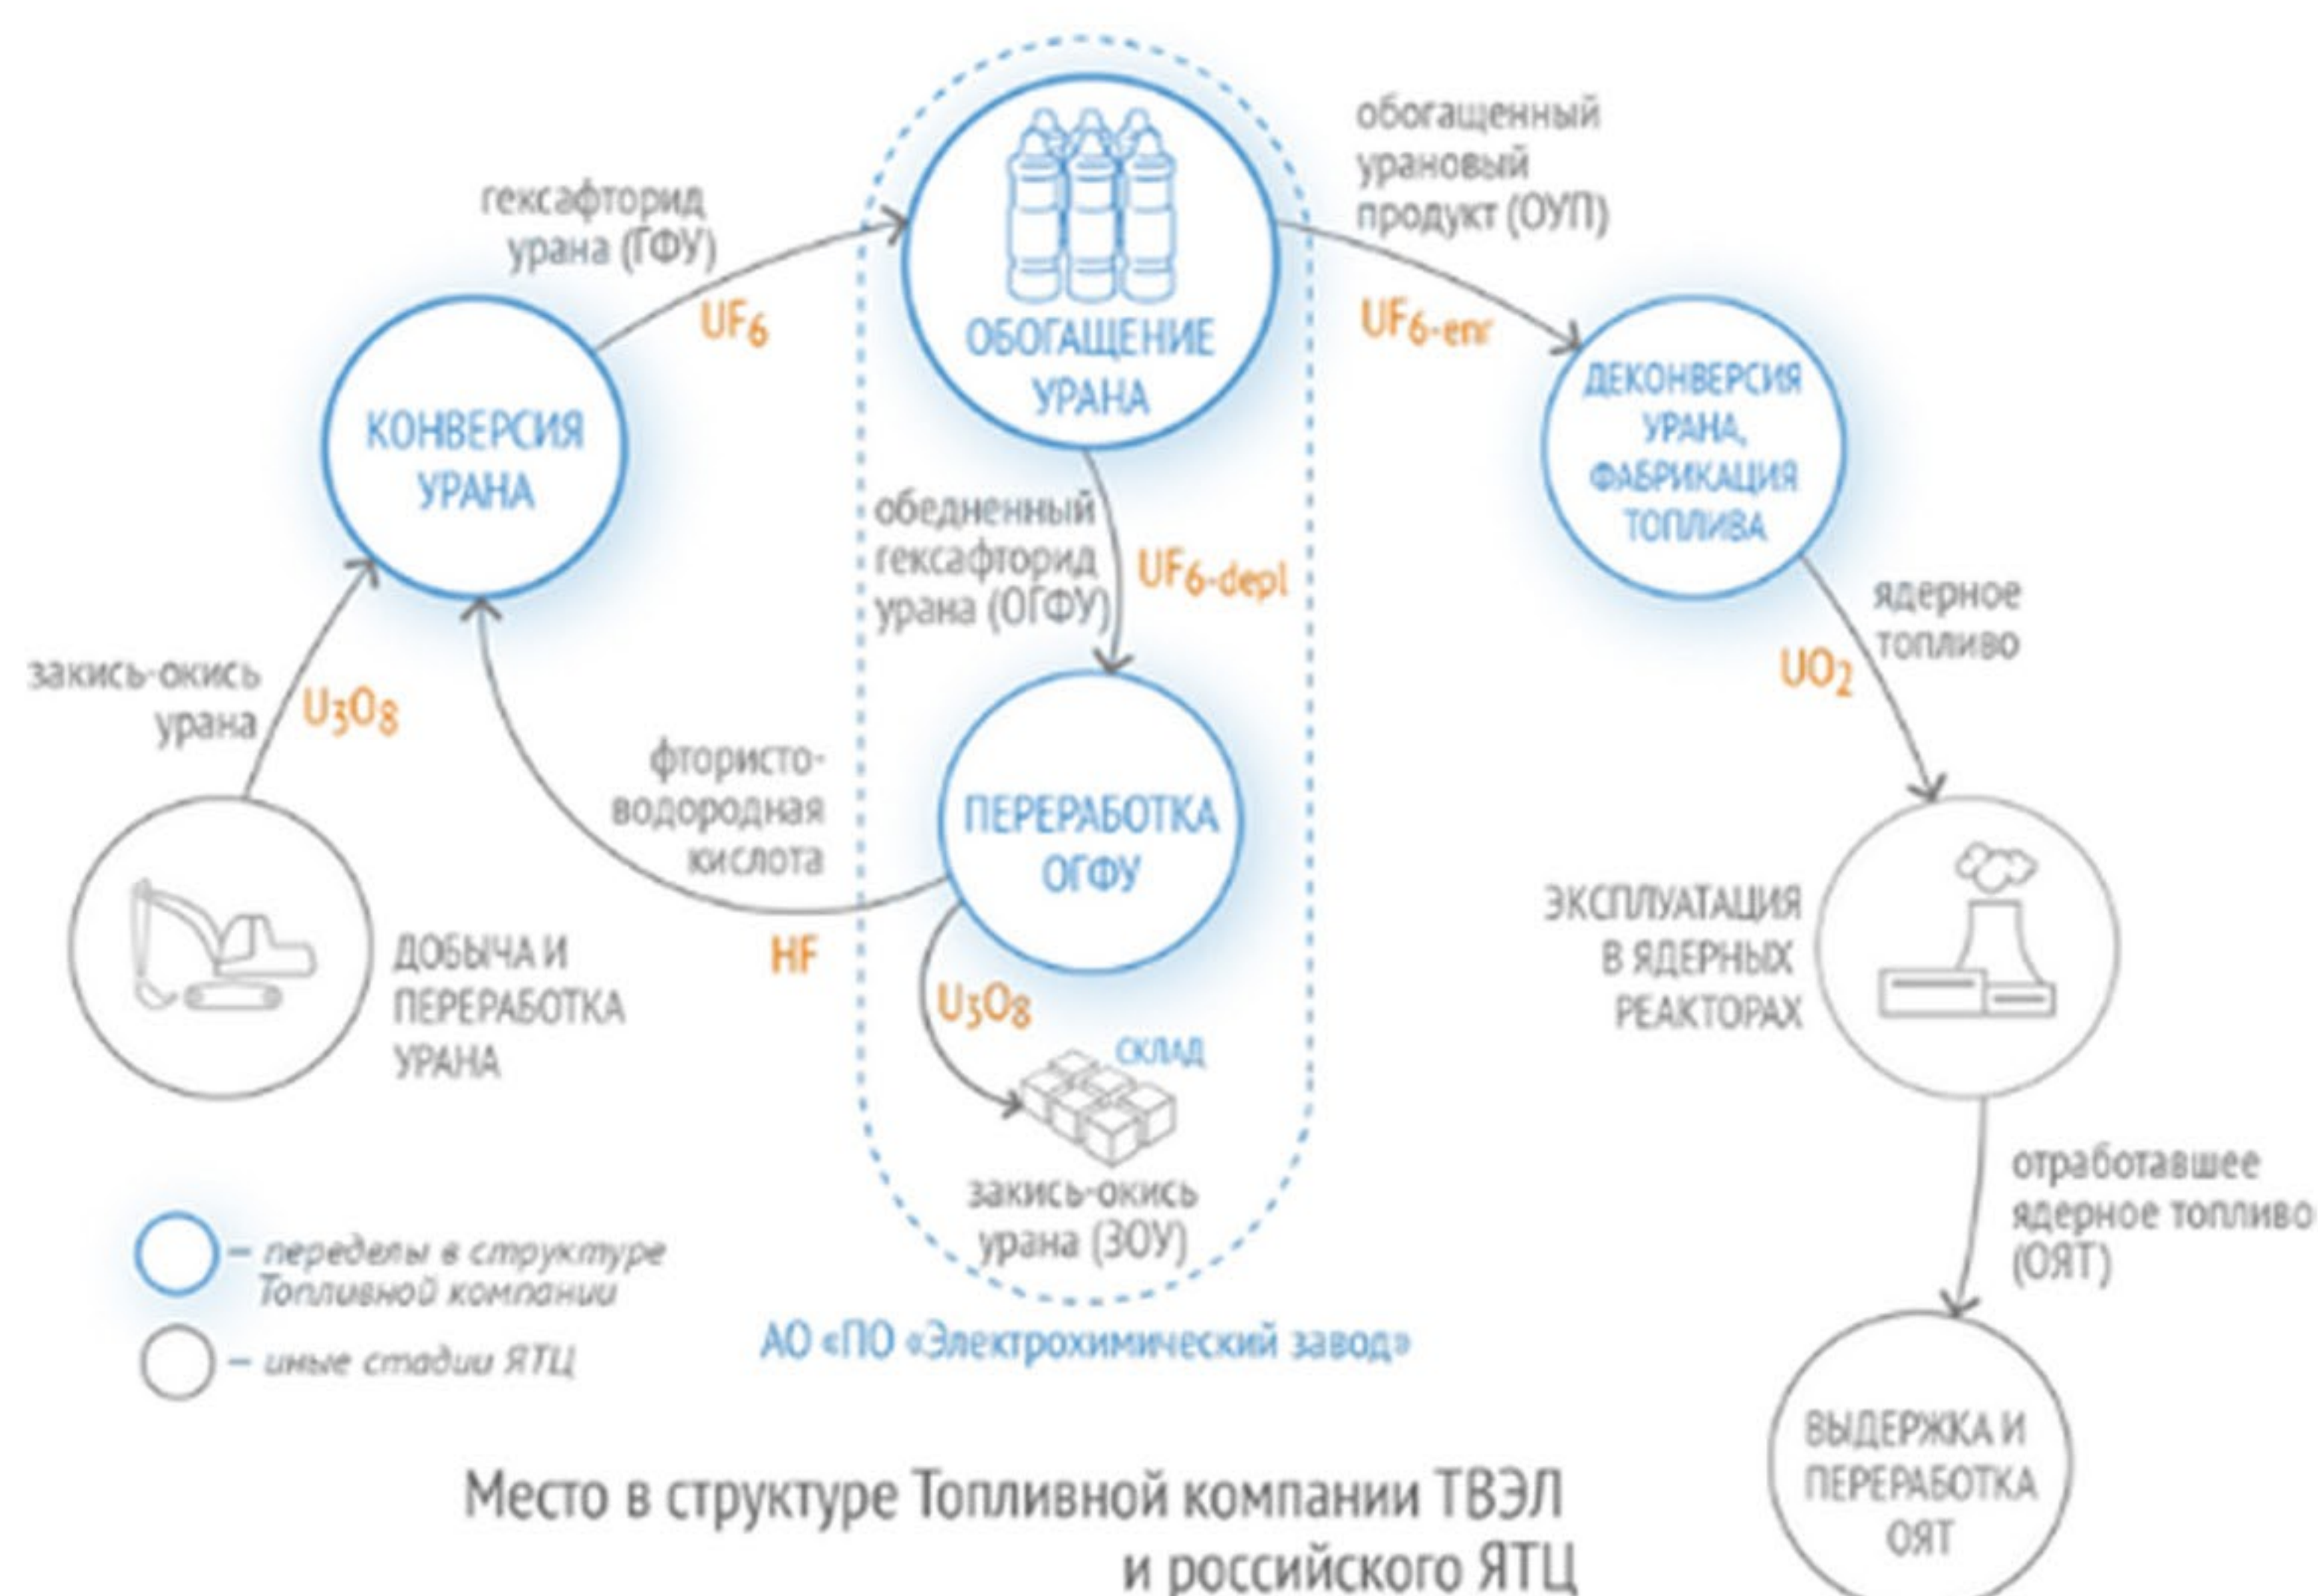 гексафторид
урана (ГФУ)
UF6
ОБОГАЩЕНИЕ
УРАНА
обогащенный
урановый
продукт (ОУП)
UF6-enr
КОНВЕРСИЯ
УРАНА
ДЕКОНВЕРСИЯ
УРАНА,
ФАБРИКАЦИЯ
ТОПЛИВА
обедненный
гексафторид
урана (ОГФУ)
UF6-depl
закись-окись
урана
U3O8
ядерное
топливо
UO2
фтористо-
водородная
кислота
HF
ПЕРЕРАБОТКА
ОГФУ
U3O8
СКЛАД
закись-окись
урана (ЗОУ)
ДОБЫЧА И
ПЕРЕРАБОТКА
УРАНА
ЭКСПЛУАТАЦИЯ
В ЯДЕРНЫХ
РЕАКТОРАХ
отработавшее
ядерное топливо
(ОЯТ)
– переделы в структуре
Топливной компании
– иные стадии ЯТЦ
АО «ПО «Электрохимический завод»
ВЫДЕРЖКА И
ПЕРЕРАБОТКА
ОЯТ
Место в структуре Топливной компании ТВЭЛ
и российского ЯТЦ